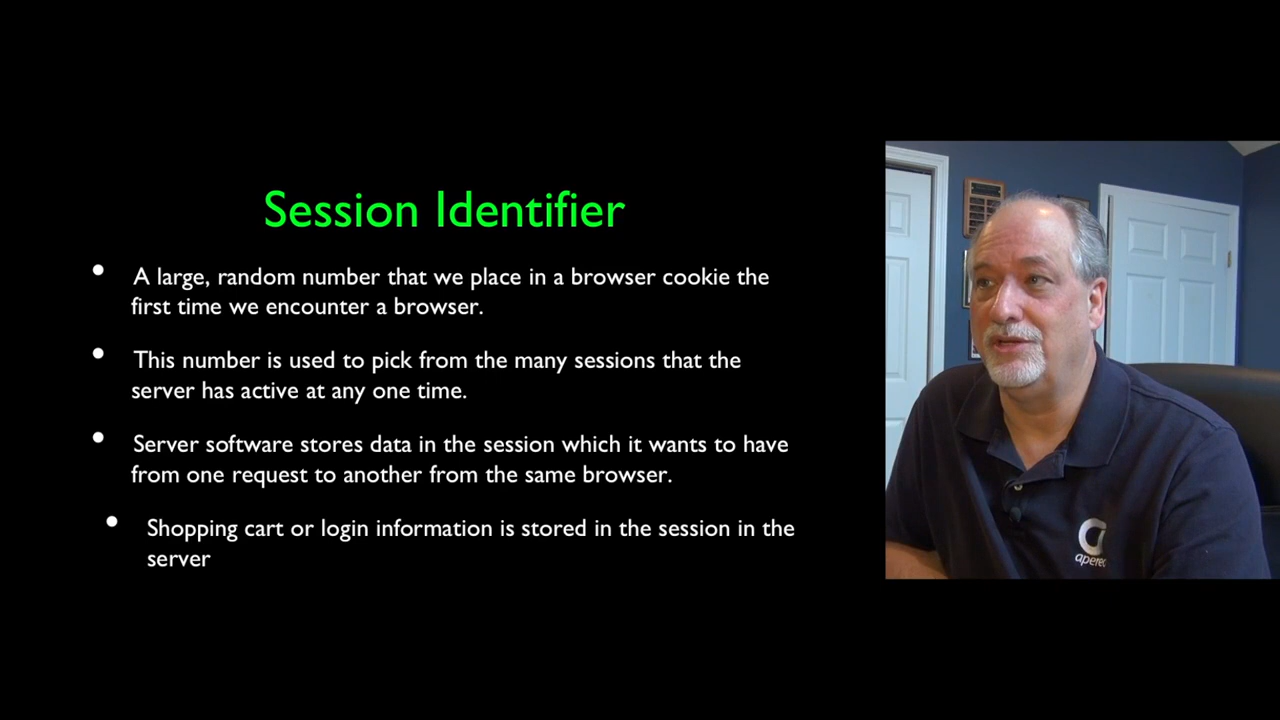 Session Identifier
• A large, random number that we place in a browser cookie the
first time we encounter a browser.
• This number is used to pick from the many sessions that the
server has active at any one time.
• Server software stores data in the session which it wants to have
from one request to another from the same browser.
• Shopping cart or login information is stored in the session in the
server
apereo